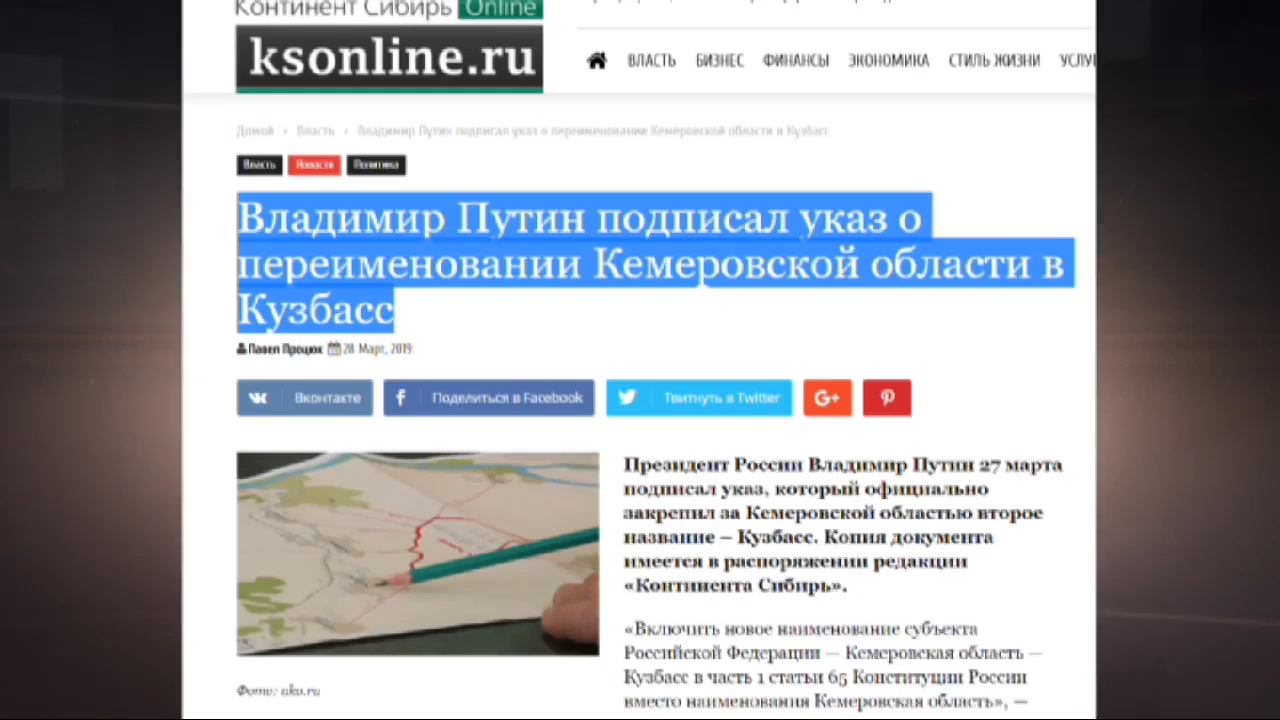 Континент Сибирь Online
ksonline.ru
ВЛАСТЬ БИЗНЕС ФИНАНСЫ ЭКОНОМИКА СТИЛЬ ЖИЗНИ
Домой › Власть › Владимир Путин подписал указ о переименовании Кемеровской области в Кузбасс
Власть Новости Политика
Владимир Путин подписал указ о
переименовании Кемеровской области в
Кузбасс
Павел Процюк 28 Март, 2019
Вконтакте Поделиться в Facebook Твитнуть в Twitter G+
Президент России Владимир Путин 27 марта
подписал указ, который официально
закрепил за Кемеровской областью второе
название – Кузбасс. Копия документа
имеется в распоряжении редакции
«Континента Сибирь».
«Включить новое наименование субъекта
Российской Федерации — Кемеровская область —
Кузбасс в часть 1 статьи 65 Конституции России
вместо наименования Кемеровская область», —
Фото: ako.ru